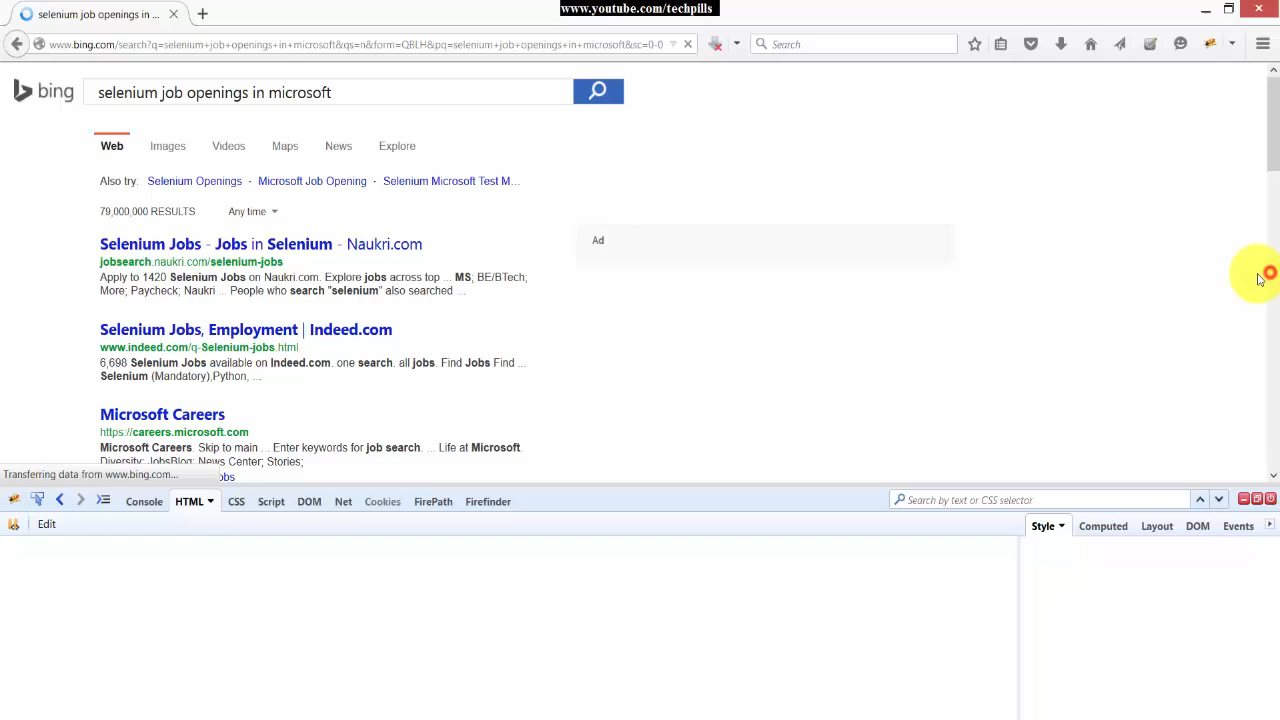 www.youtube.com/techpills
selenium job openings in ...
www.bing.com/search?q=selenium+job+openings+in+microsoft&qs=n&form=QBLH&pq=selenium+job+openings+in+microsoft&sc=0-0
Search
bing
selenium job openings in microsoft
Web Images Videos Maps News Explore
Also try: Selenium Openings · Microsoft Job Opening · Selenium Microsoft Test M...
79,000,000 RESULTS Any time
Selenium Jobs - Jobs in Selenium - Naukri.com
Ad
jobsearch.naukri.com/selenium-jobs
Apply to 1420 Selenium Jobs on Naukri.com. Explore jobs across top ... MS; BE/BTech;
More; Paycheck; Naukri ... People who search "selenium" also searched ...
Selenium Jobs, Employment | Indeed.com
www.indeed.com/q-Selenium-jobs.html
6,698 Selenium Jobs available on Indeed.com. one search. all jobs. Find Jobs Find ...
Selenium (Mandatory),Python, ...
Microsoft Careers
https://careers.microsoft.com
Microsoft Careers. Skip to main ... Enter keywords for job search. ... Life at Microsoft.
Diversity; JobsBlog; News Center; Stories;
Transferring data from www.bing.com...
Console HTML CSS Script DOM Net Cookies FirePath Firefinder
Search by text or CSS selector
Edit
Style Computed Layout DOM Events